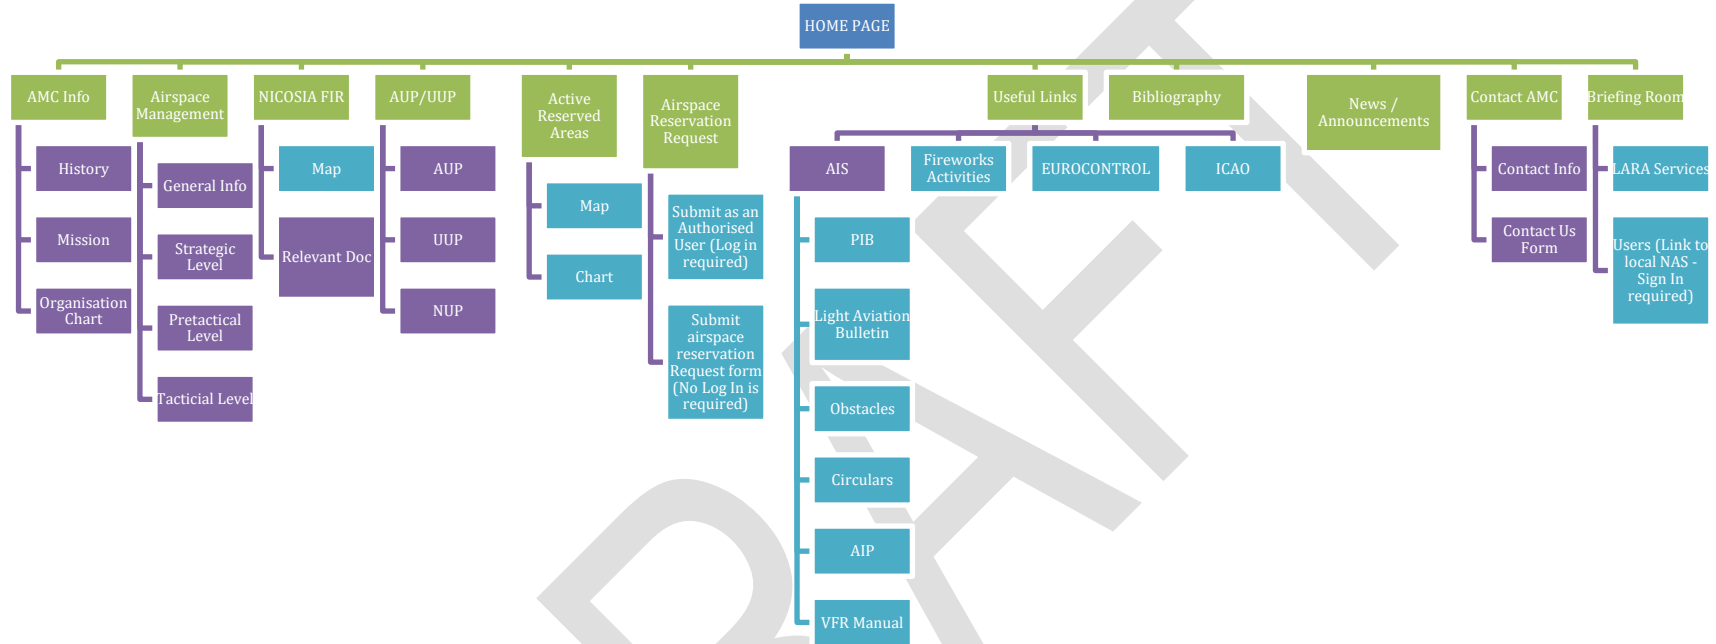 HOME PAGE
AMC Info
Airspace
Management
NICOSIA FIR
AUP/UUP
Active
Reserved
Areas
Airspace
Reservation
Request
Useful Links
Bibliography
News /
Announcements
Contact AMC
Briefing Room
History
Mission
Organisation
Chart
General Info
Strategic
Level
Pretactical
Level
Tacticial Level
Map
Relevant Doc
AUP
UUP
NUP
Map
Chart
Submit as an
Authorised
User (Log in
required)
Submit
airspace
reservation
Request form
(No Log In is
required)
AIS
Fireworks
Activities
EUROCONTROL
ICAO
PIB
Light Aviation
Bulletin
Obstacles
Circulars
AIP
VFR Manual
Contact Info
Contact Us
Form
LARA Services
Users (Link to
local NAS -
Sign In
required)
DRAFT